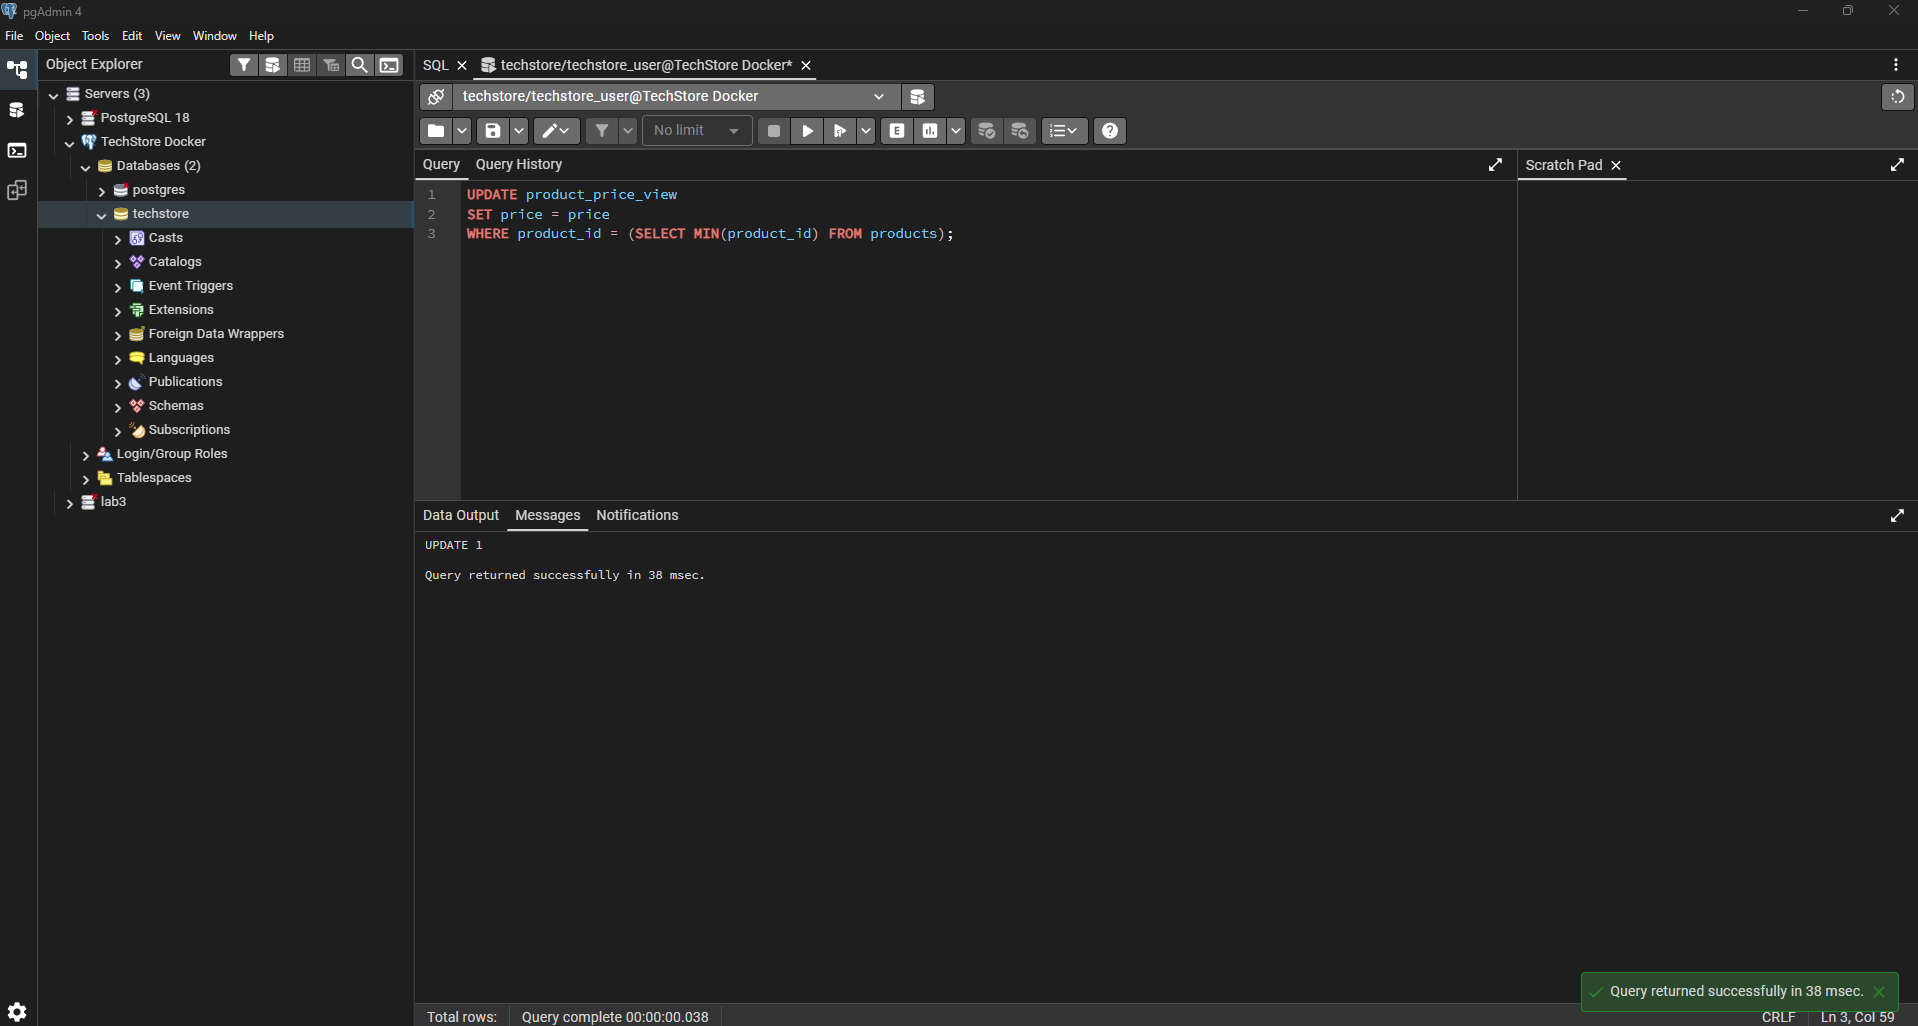 pgAdmin 4
File Object Tools Edit View Window Help
Object Explorer
SQL techstore/techstore_user@TechStore Docker*
Servers (3)
techstore/techstore_user@TechStore Docker
PostgreSQL 18
TechStore Docker
No limit
E
Databases (2)
Query Query History
Scratch Pad
postgres
1 UPDATE product_price_view
techstore
2 SET price = price
3 WHERE product_id = (SELECT MIN(product_id) FROM products);
Casts
Catalogs
Event Triggers
Extensions
Foreign Data Wrappers
Languages
Publications
Schemas
Subscriptions
Login/Group Roles
Tablespaces
lab3
Data Output Messages Notifications
UPDATE 1
Query returned successfully in 38 msec.
Query returned successfully in 38 msec.
Total rows: Query complete 00:00:00.038 CRLF Ln 3, Col 59